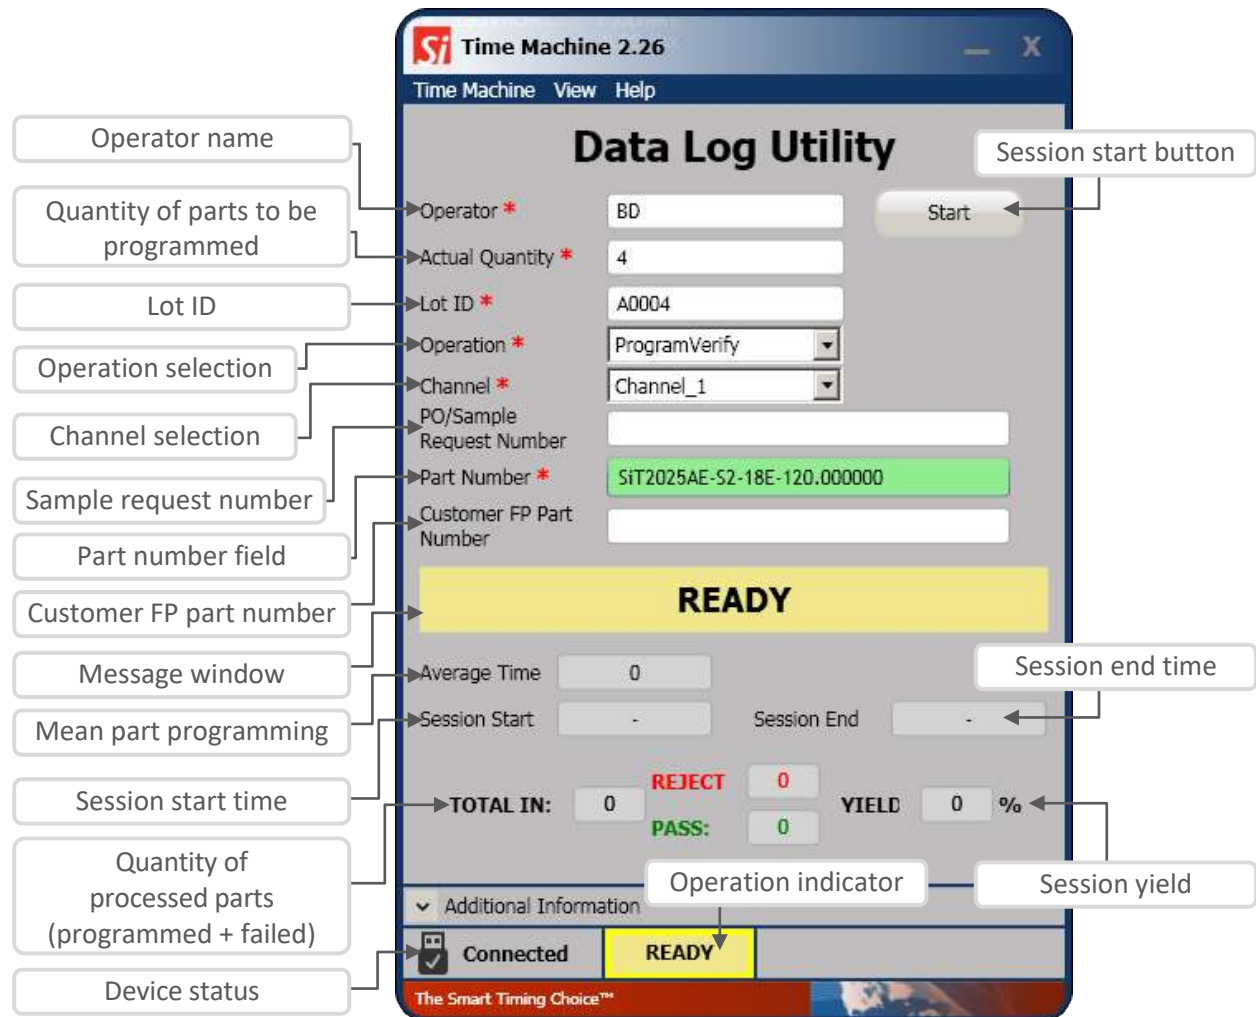 Si Time Machine 2.26
Time Machine View Help
Data Log Utility
Operator name
Session start button
Operator * BD Start
Quantity of parts to be
programmed
Actual Quantity * 4
Lot ID
Lot ID * A0004
Operation selection
Operation * ProgramVerify
Channel selection
Channel * Channel_1
Sample request number
PO/Sample
Request Number
Part number field
Part Number * SiT2025AE-S2-18E-120.000000
Customer FP part number
Customer FP Part
Number
Message window
READY
Mean part programming
Average Time 0
Session end time
Session start time
Session Start - Session End -
Quantity of
processed parts
(programmed + failed)
REJECT 0
TOTAL IN: 0 YIELD 0 %
PASS: 0
Operation indicator
Session yield
Additional Information
Device status
Connected READY
The Smart Timing Choice™